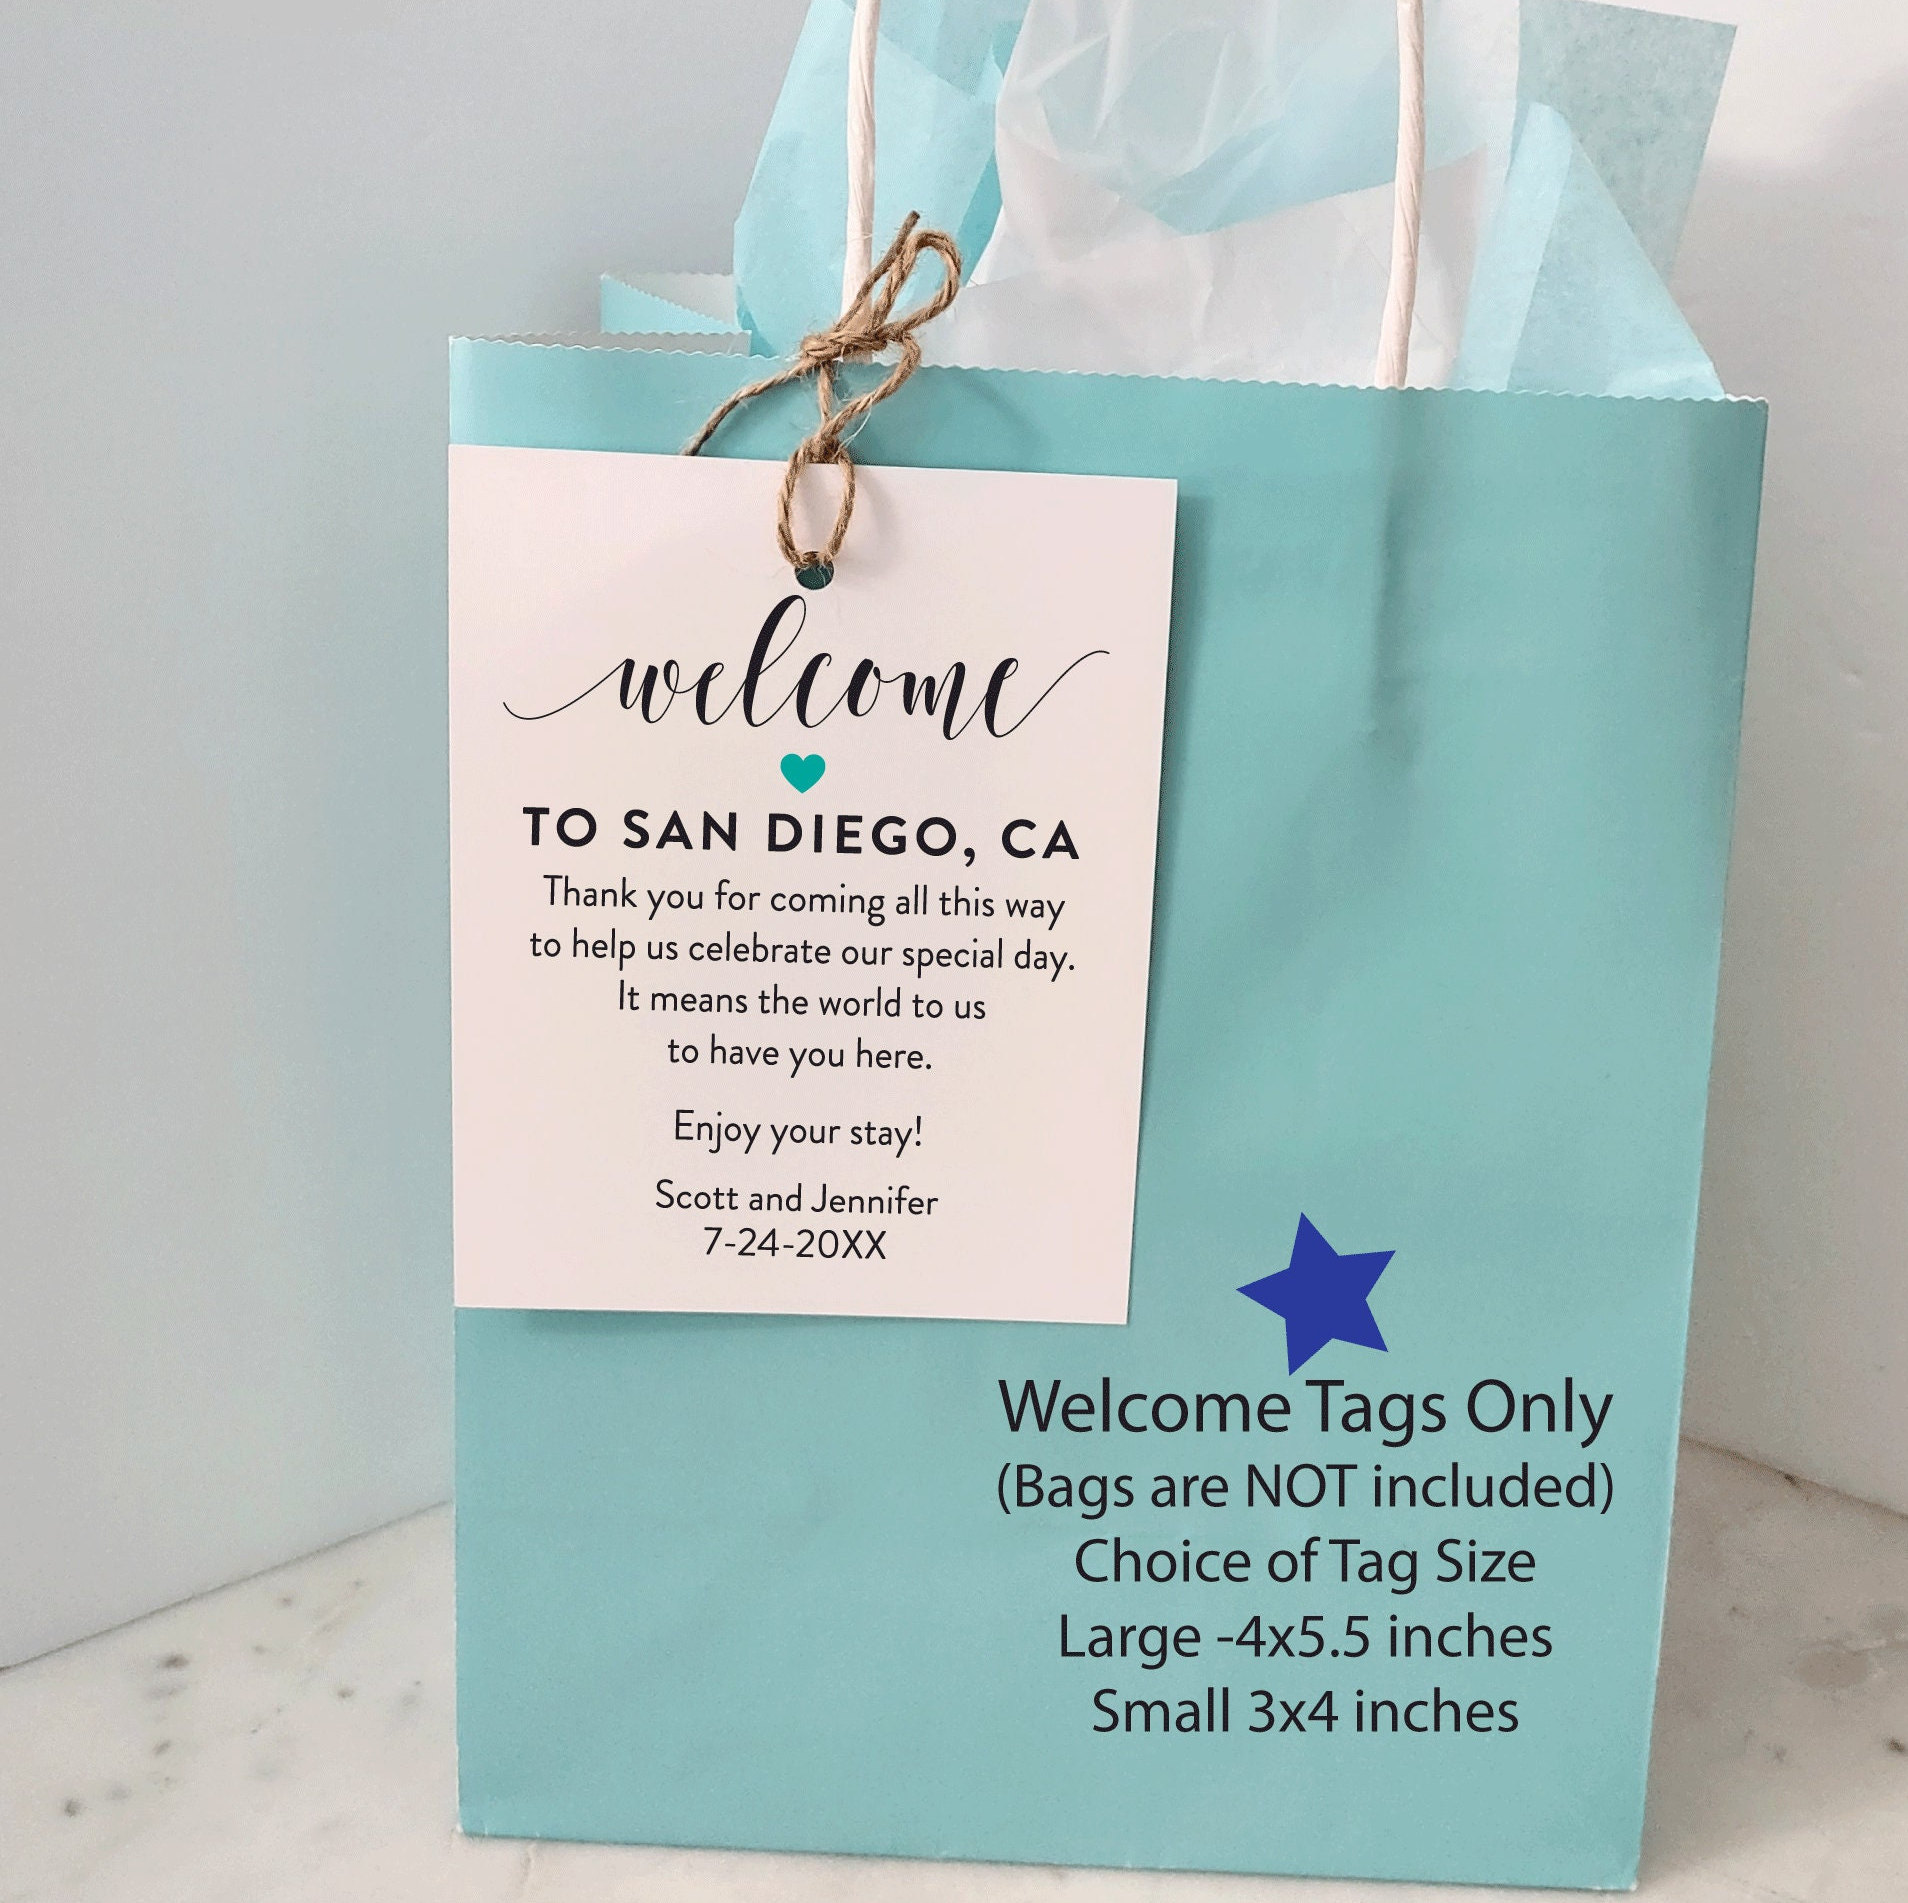 welcome
TO SAN DIEGO, CA
Thank you for coming all this way
to help us celebrate our special day.
It means the world to us
to have you here.
Enjoy your stay!
Scott and Jennifer
7-24-20XX
Welcome Tags Only
(Bags are NOT included)
Choice of Tag Size
Large -4x5.5 inches
Small 3x4 inches